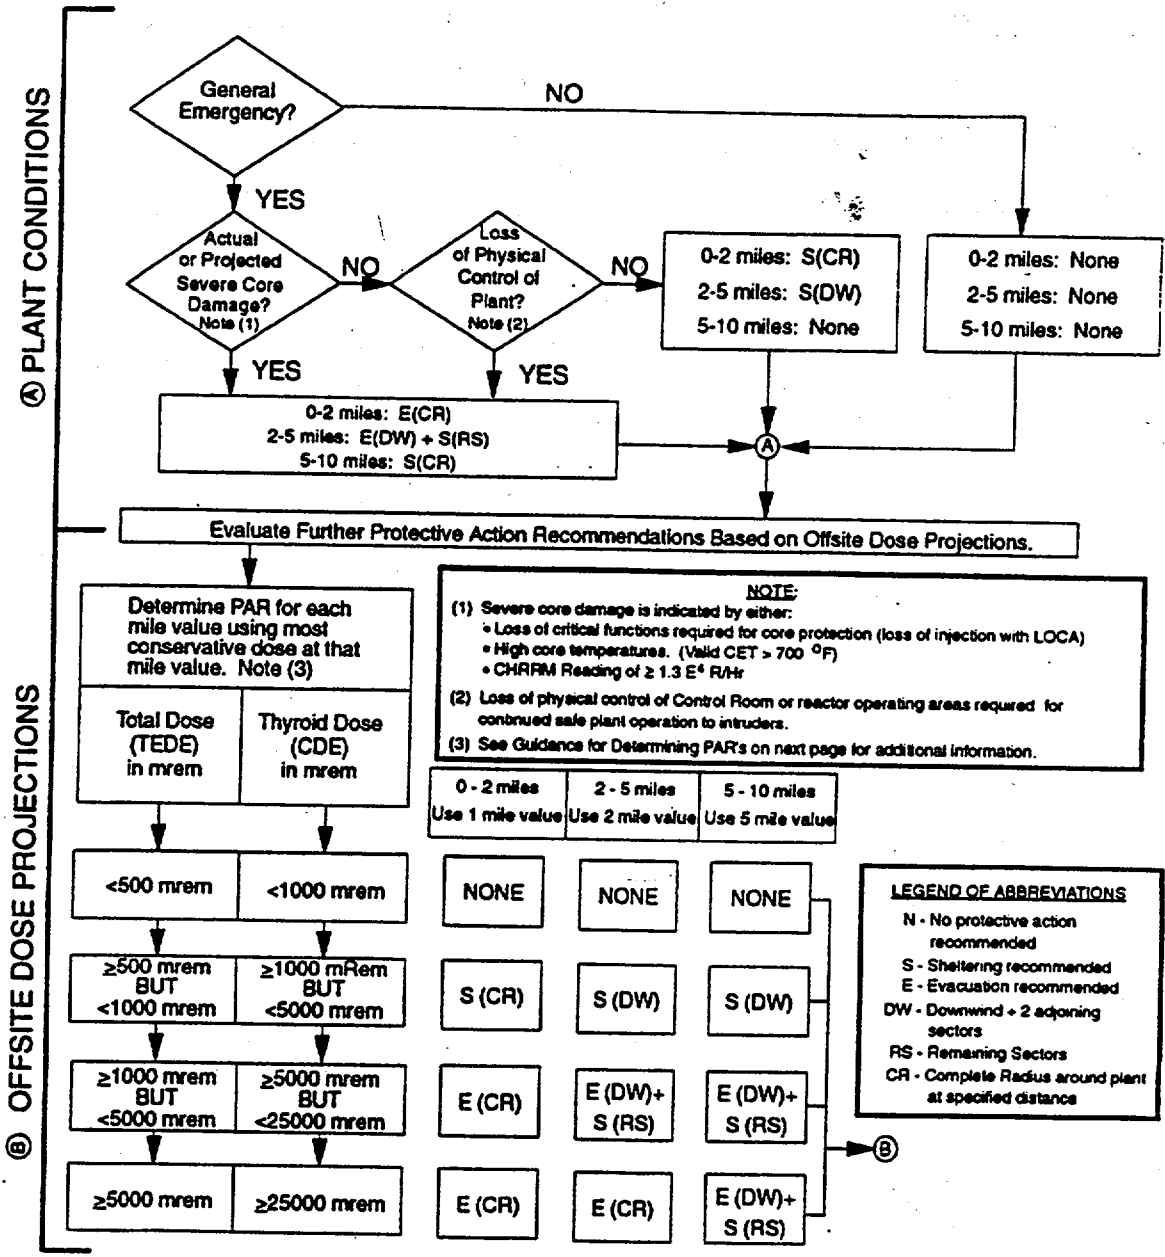 Ⓐ PLANT CONDITIONS
General
Emergency?
NO
YES
Actual
or Projected
Severe Core
Damage?
Note (1)
NO
Loss
of Physical
Control of
Plant?
Note (2)
NO
0-2 miles: S(CR)
2-5 miles: S(DW)
5-10 miles: None
0-2 miles: None
2-5 miles: None
5-10 miles: None
YES
YES
0-2 miles: E(CR)
2-5 miles: E(DW) + S(RS)
5-10 miles: S(CR)
A
Evaluate Further Protective Action Recommendations Based on Offsite Dose Projections.
Ⓑ OFFSITE DOSE PROJECTIONS
Determine PAR for each
mile value using most
conservative dose at that
mile value. Note (3)
Total Dose
(TEDE)
in mrem
Thyroid Dose
(CDE)
in mrem
NOTE:
(1) Severe core damage is indicated by either:
• Loss of critical functions required for core protection (loss of injection with LOCA)
• High core temperatures. (Valid CET > 700 °F)
• CHRRM Reading of ≥ 1.3 E⁴ R/Hr
(2) Loss of physical control of Control Room or reactor operating areas required for
continued safe plant operation to intruders.
(3) See Guidance for Determining PAR's on next page for additional information.
0 - 2 miles
Use 1 mile value
2 - 5 miles
Use 2 mile value
5 - 10 miles
Use 5 mile value
<500 mrem
<1000 mrem
NONE
NONE
NONE
≥500 mrem
BUT
<1000 mrem
≥1000 mRem
BUT
<5000 mrem
S (CR)
S (DW)
S (DW)
≥1000 mrem
BUT
<5000 mrem
≥5000 mrem
BUT
<25000 mrem
E (CR)
E (DW)+
S (RS)
E (DW)+
S (RS)
≥5000 mrem
≥25000 mrem
E (CR)
E (CR)
E (DW)+
S (RS)
B
LEGEND OF ABBREVIATIONS
N - No protective action
recommended
S - Sheltering recommended
E - Evacuation recommended
DW - Downwind + 2 adjoining
sectors
RS - Remaining Sectors
CR - Complete Radius around plant
at specified distance